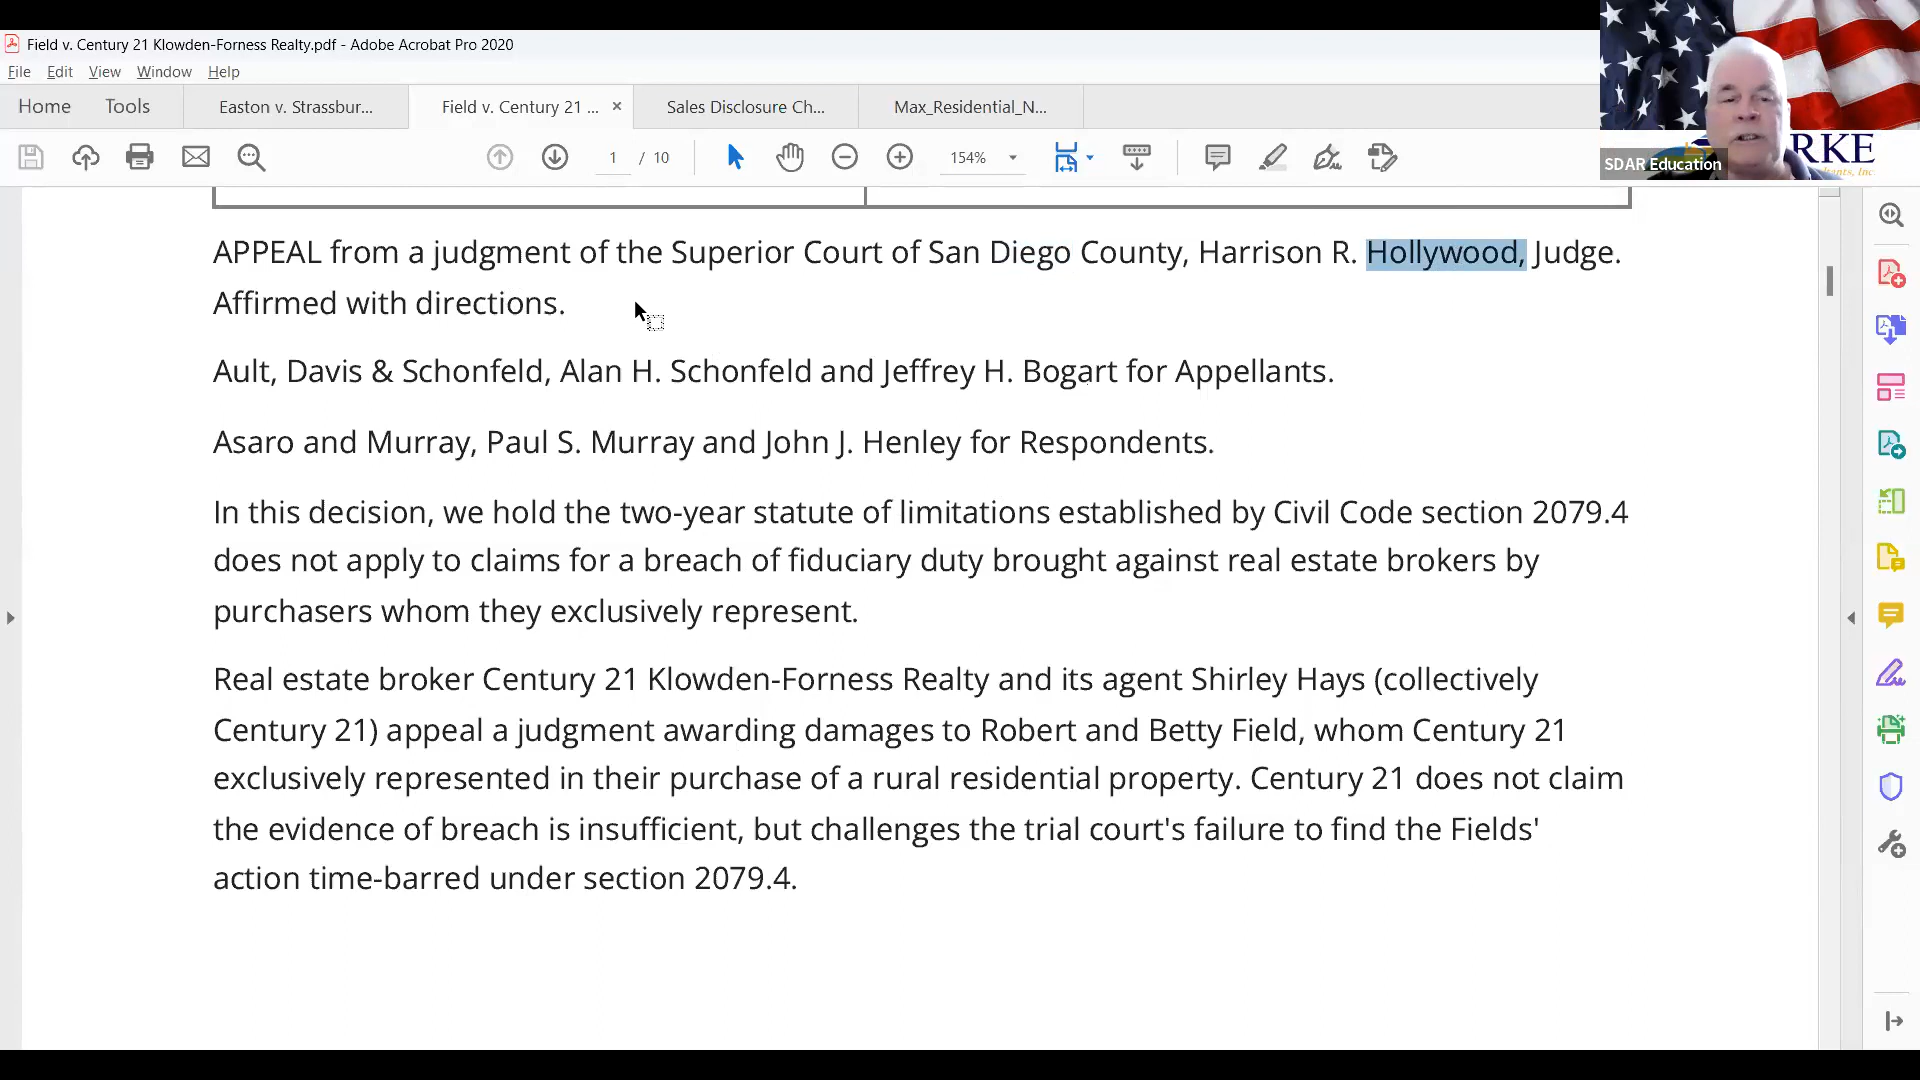 Field v. Century 21 Klowden-Forness Realty.pdf - Adobe Acrobat Pro 2020
File Edit View Window Help
Home Tools Easton v. Strassbur... Field v. Century 21 ... × Sales Disclosure Ch... Max_Residential_N...
1 / 10 154%
RKE
SDAR Education
tants, Inc.
APPEAL from a judgment of the Superior Court of San Diego County, Harrison R. Hollywood, Judge.
Affirmed with directions.
Ault, Davis & Schonfeld, Alan H. Schonfeld and Jeffrey H. Bogart for Appellants.
Asaro and Murray, Paul S. Murray and John J. Henley for Respondents.
In this decision, we hold the two-year statute of limitations established by Civil Code section 2079.4
does not apply to claims for a breach of fiduciary duty brought against real estate brokers by
purchasers whom they exclusively represent.
Real estate broker Century 21 Klowden-Forness Realty and its agent Shirley Hays (collectively
Century 21) appeal a judgment awarding damages to Robert and Betty Field, whom Century 21
exclusively represented in their purchase of a rural residential property. Century 21 does not claim
the evidence of breach is insufficient, but challenges the trial court's failure to find the Fields'
action time-barred under section 2079.4.